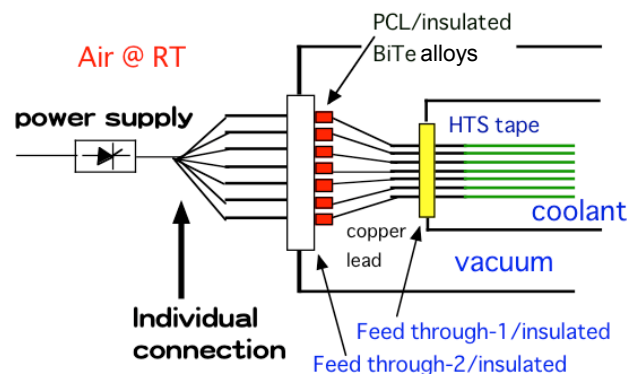 PCL/insulated
BiTe alloys
Air @ RT
power supply
HTS tape
coolant
copper
lead
vacuum
Individual
connection
Feed through-1/insulated
Feed through-2/insulated